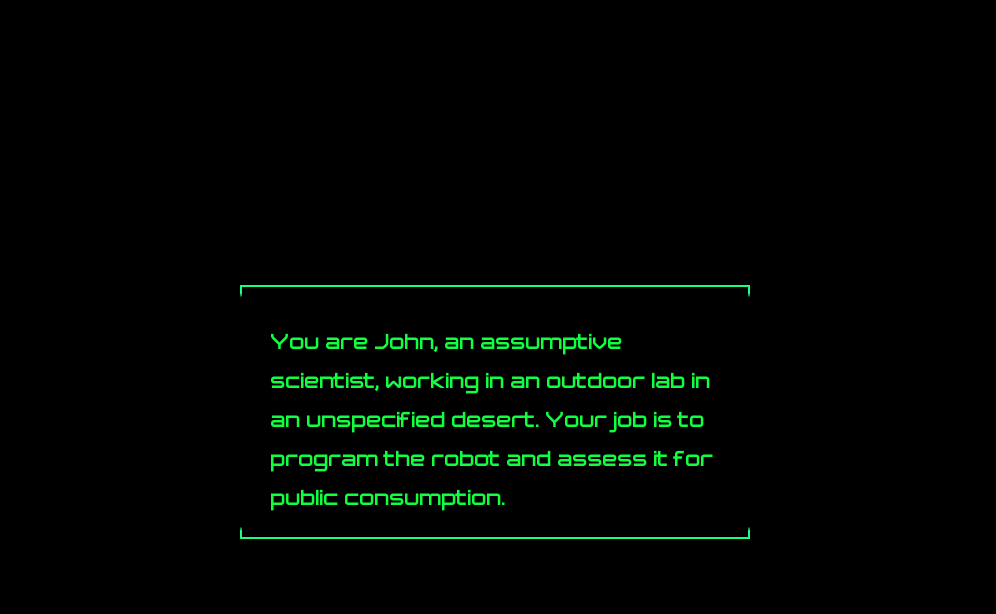 You are John, an assumptive
scientist, working in an outdoor lab in
an unspecified desert. Your job is to
program the robot and assess it for
public consumption.